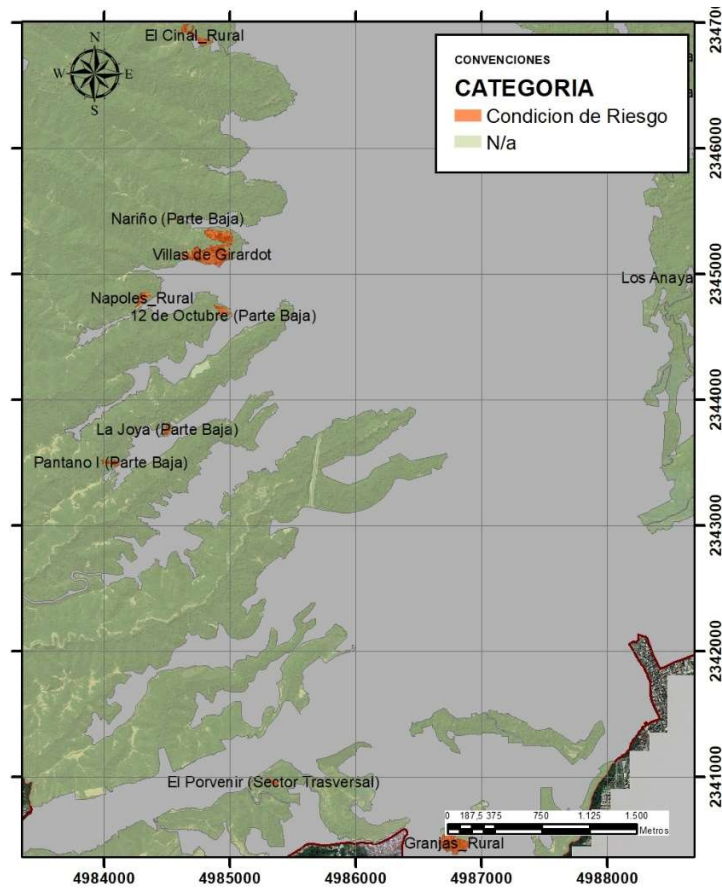 El Cinal_Rural
N
W E
S
CONVENCIONES
CATEGORIA
Condicion de Riesgo
N/a
Nariño (Parte Baja)
Villas de Girardot
Los Anaya
Napoles_Rural
12 de Octubre (Parte Baja)
La Joya (Parte Baja)
Pantano I (Parte Baja)
El Porvenir (Sector Trasversal)
0 187,5 375 750 1.125 1.500
Metros
Granjas_Rural
2346000
2345000
2344000
2343000
2342000
2341000
4984000 4985000 4986000 4987000 4988000